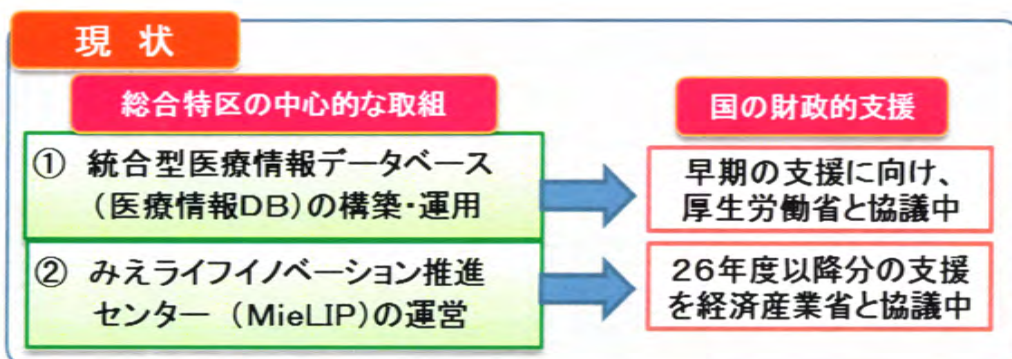 現 状
総合特区の中心的な取組
国の財政的支援
① 統合型医療情報データベース
（医療情報DB）の構築・運用
早期の支援に向け、
厚生労働省と協議中
② みえライフイノベーション推進
センター （MieLIP）の運営
26年度以降分の支援
を経済産業省と協議中